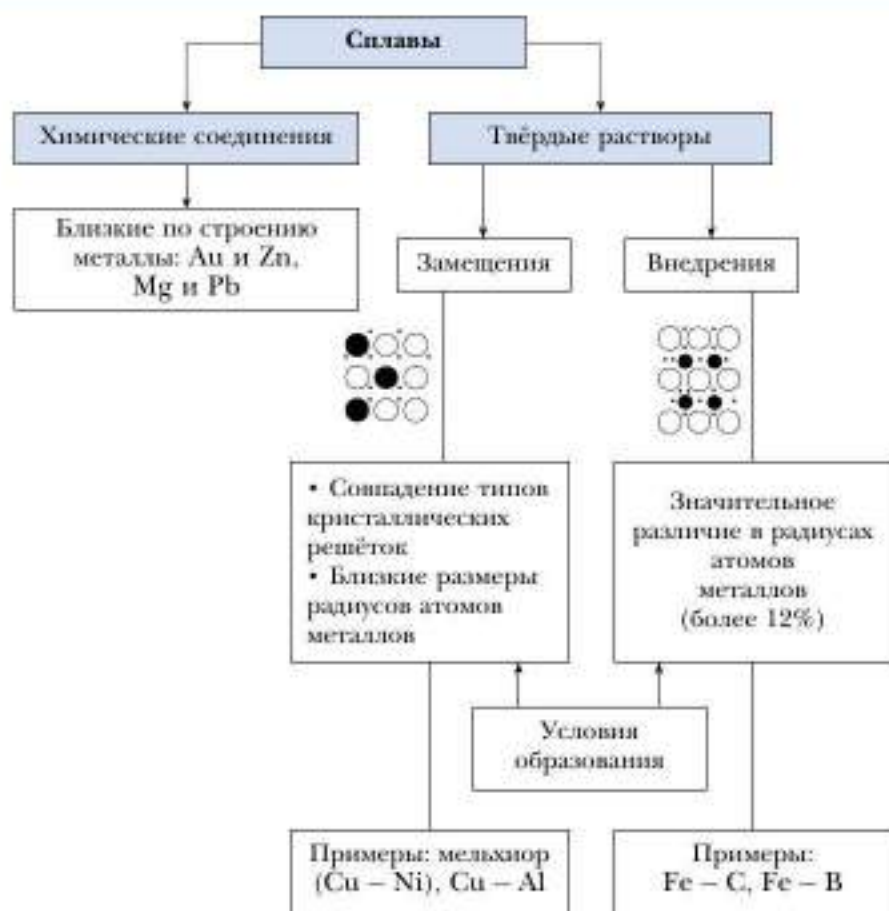 Сплавы
Химические соединения
Твёрдые растворы
Близкие по строению
металлы: Au и Zn,
Mg и Pb
Замещения
Внедрения
• Совпадение типов
кристаллических
решёток
• Близкие размеры
радиусов атомов
металлов
Значительное
различие в радиусах
атомов
металлов
(более 12%)
Условия
образования
Примеры: мельхиор
(Cu – Ni), Cu – Al
Примеры:
Fe – C, Fe – B